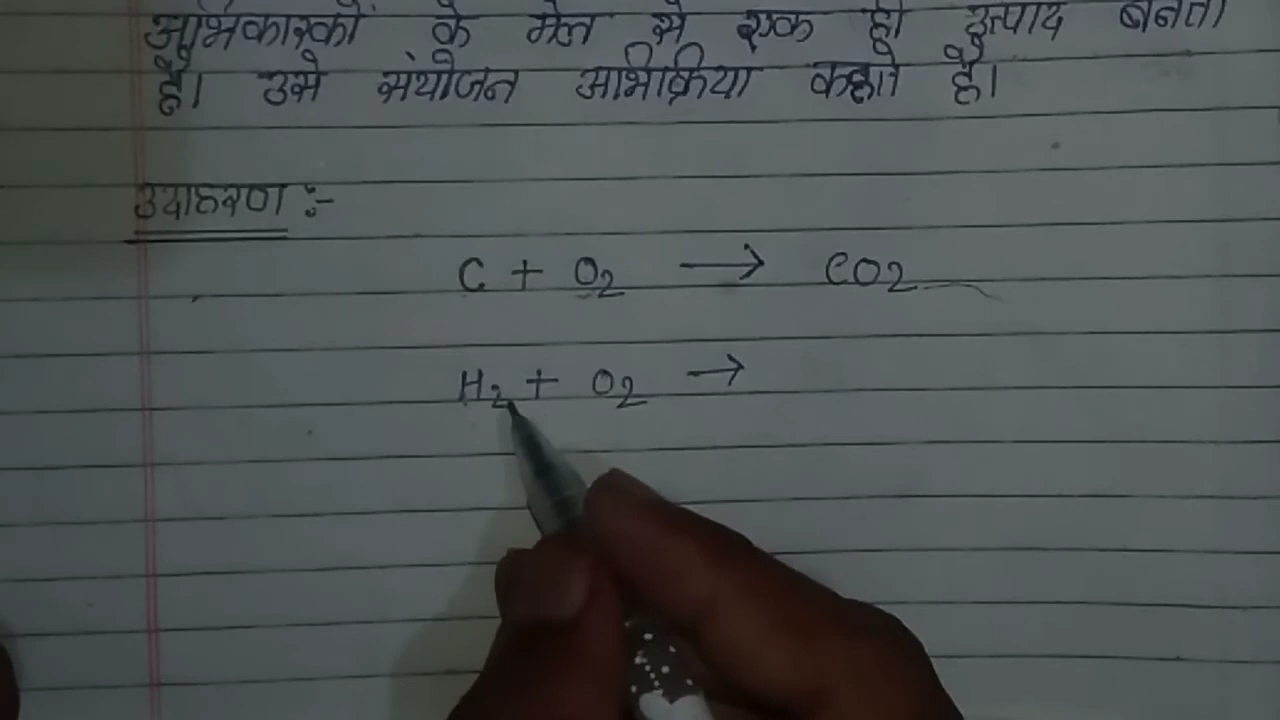 अभिकारकों के मेल से एक ही उत्पाद बनता
है। उसे संयोजन अभिक्रिया कहते है।
उदाहरण :-
C + O2 → CO2
H2 + O2 →